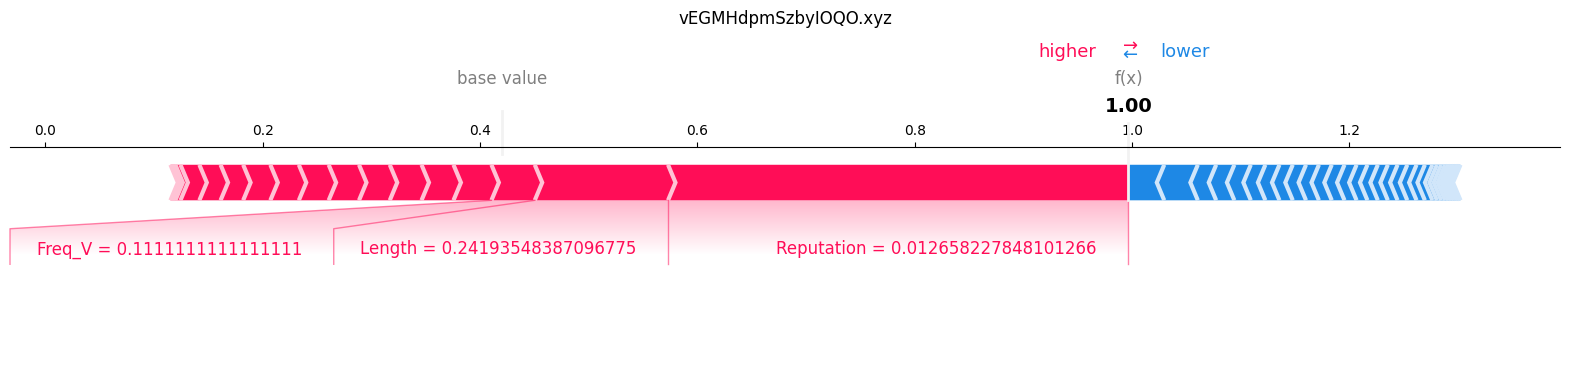 vEGMHdpmSzbyIOQO.xyz
higher ⇄ lower
base value f(x)
1.00
0.0 0.2 0.4 0.6 0.8 1.0 1.2
Freq_V = 0.1111111111111111 Length = 0.24193548387096775 Reputation = 0.012658227848101266